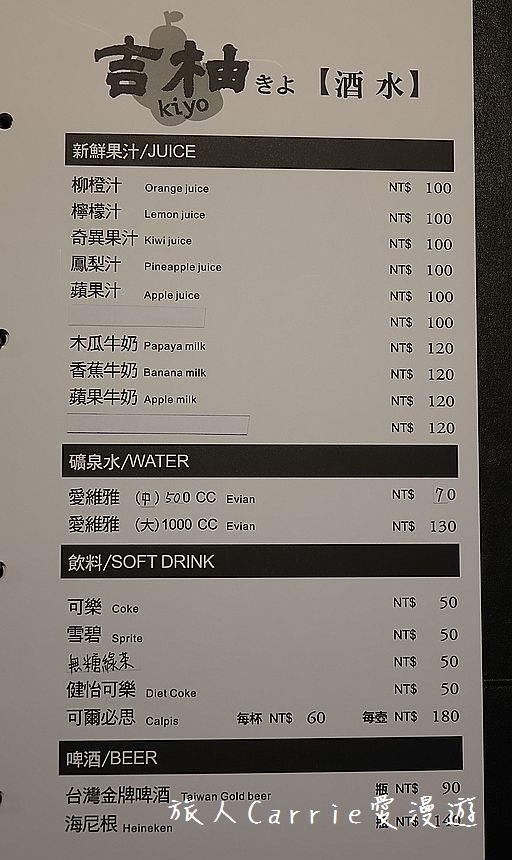 吉柚 きよ 【酒 水】
kiyo
新鮮果汁/JUICE
柳橙汁 Orange juice NT$ 100
檸檬汁 Lemon juice NT$ 100
奇異果汁 Kiwi juice NT$ 100
鳳梨汁 Pineapple juice NT$ 100
蘋果汁 Apple juice NT$ 100
NT$ 100
木瓜牛奶 Papaya milk NT$ 120
香蕉牛奶 Banana milk NT$ 120
蘋果牛奶 Apple milk NT$ 120
NT$ 120
礦泉水/WATER
愛維雅 (中) 500 CC Evian NT$ 70
愛維雅 (大)1000 CC Evian NT$ 130
飲料/SOFT DRINK
可樂 Coke NT$ 50
雪碧 Sprite NT$ 50
無糖綠茶 NT$ 50
健怡可樂 Diet Coke NT$ 50
可爾必思 Calpis 每杯 NT$ 60 每壺 NT$ 180
啤酒/BEER
台灣金牌啤酒 Taiwan Gold beer 瓶 NT$ 90
海尼根 Heineken 瓶 NT$ 140
旅人Carrie愛漫遊